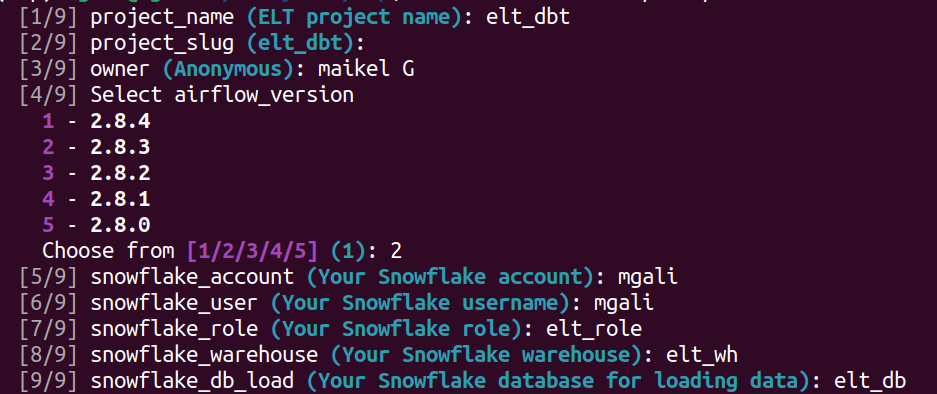 [1/9] project_name (ELT project name): elt_dbt
[2/9] project_slug (elt_dbt):
[3/9] owner (Anonymous): maikel G
[4/9] Select airflow_version
1 - 2.8.4
2 - 2.8.3
3 - 2.8.2
4 - 2.8.1
5 - 2.8.0
Choose from [1/2/3/4/5] (1): 2
[5/9] snowflake_account (Your Snowflake account): mgali
[6/9] snowflake_user (Your Snowflake username): mgali
[7/9] snowflake_role (Your Snowflake role): elt_role
[8/9] snowflake_warehouse (Your Snowflake warehouse): elt_wh
[9/9] snowflake_db_load (Your Snowflake database for loading data): elt_db